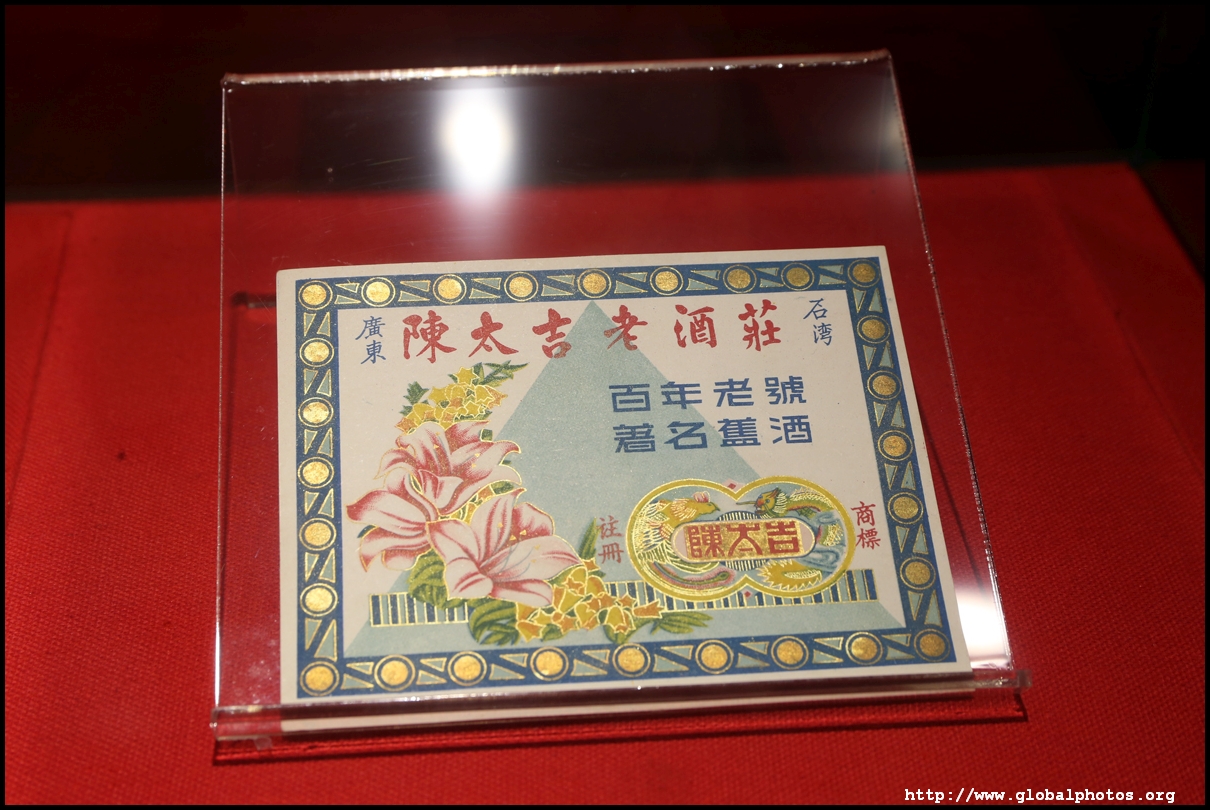 廣東
陳太吉老酒莊
石湾
百年老號
著名舊酒
注冊
陳太吉
商標
http://www.globalphotos.org